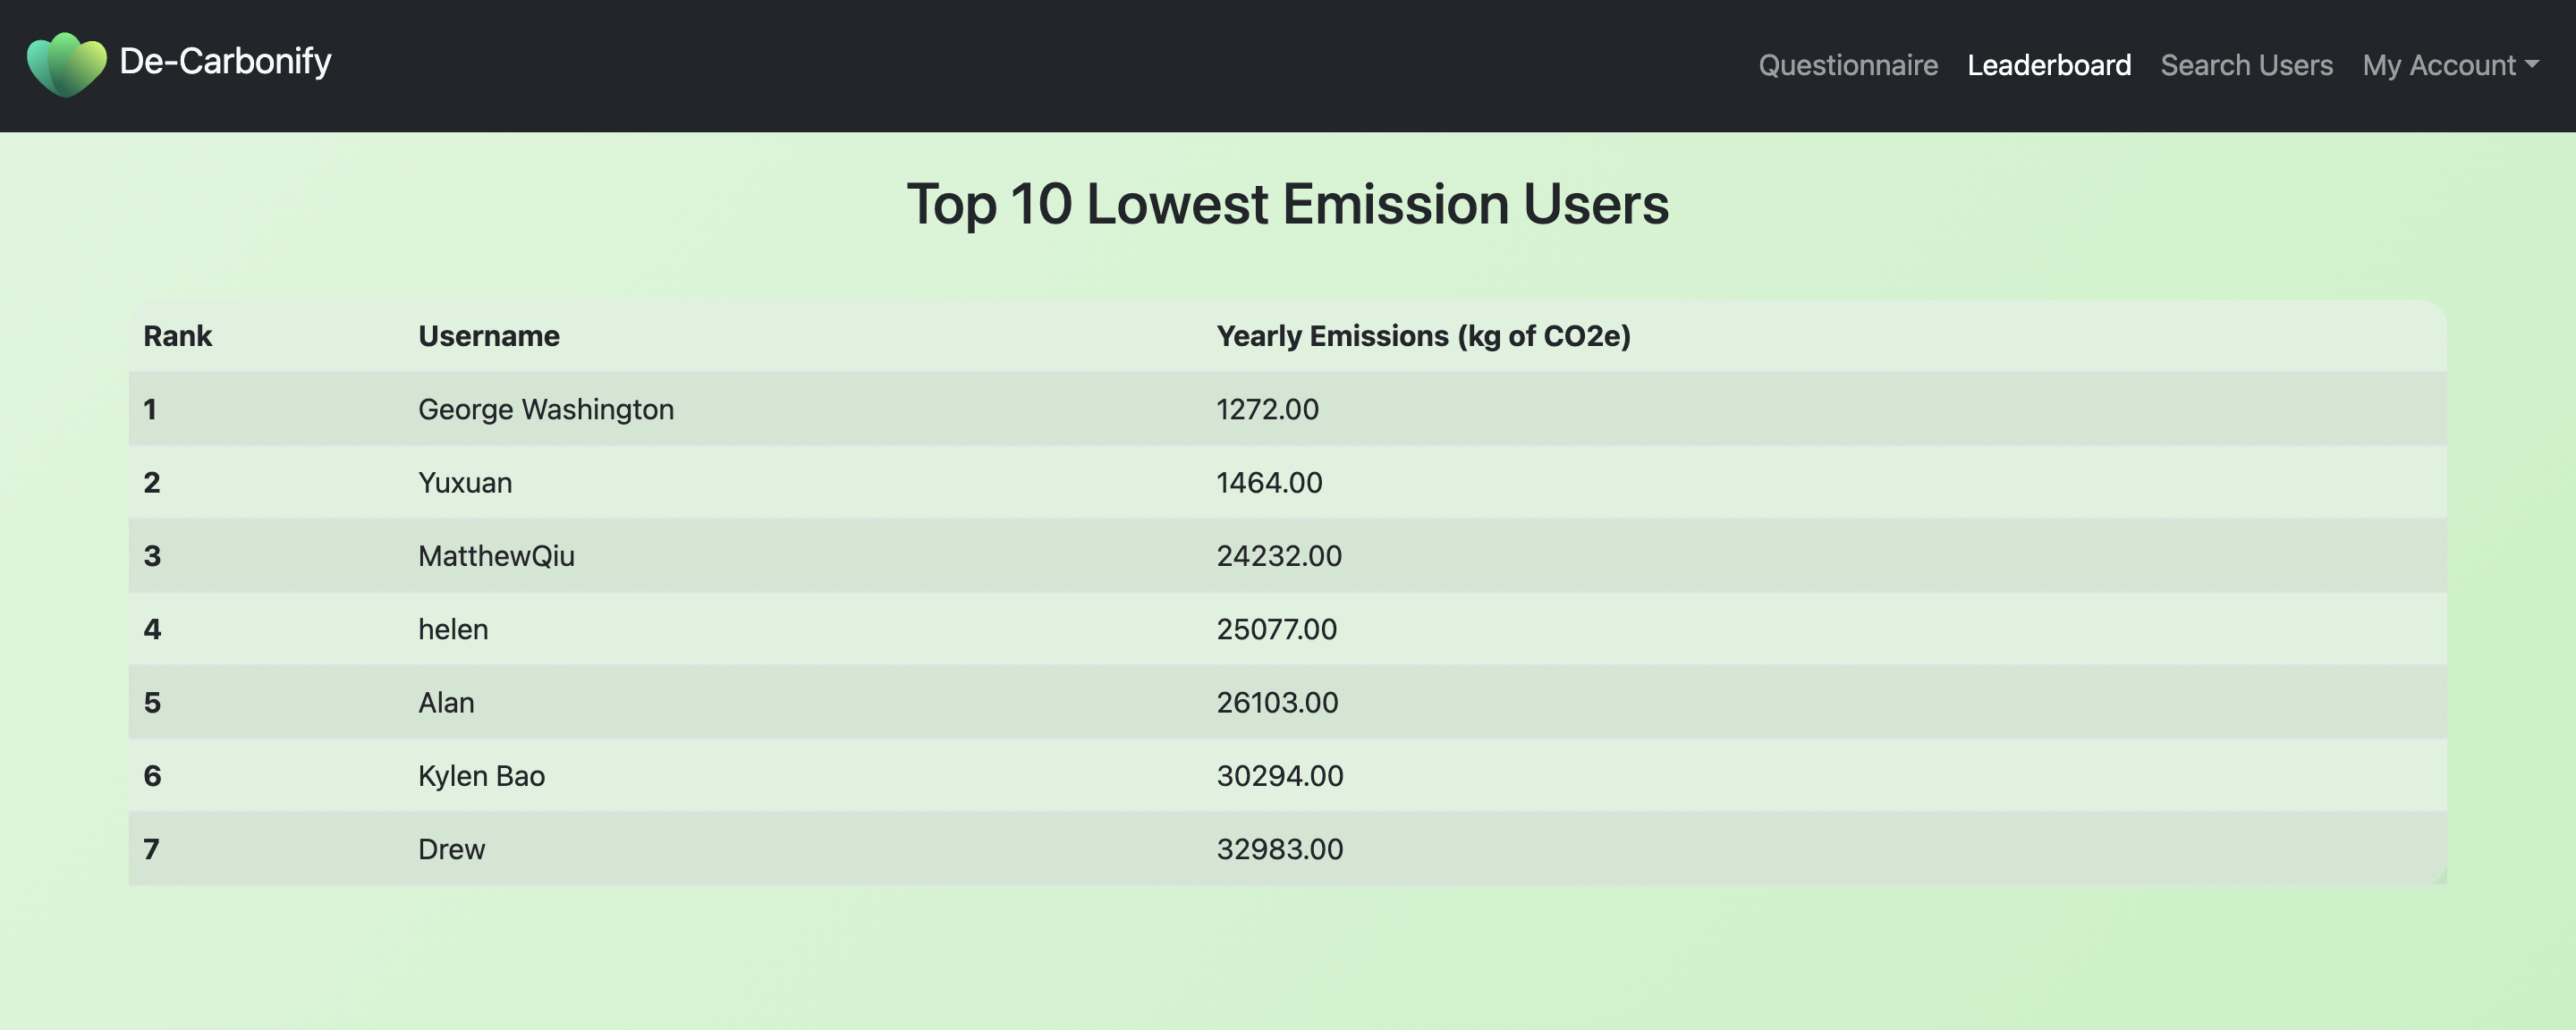 De-Carbonify
Questionnaire Leaderboard Search Users My Account
Top 10 Lowest Emission Users
Rank Username Yearly Emissions (kg of CO2e)
1 George Washington 1272.00
2 Yuxuan 1464.00
3 MatthewQiu 24232.00
4 helen 25077.00
5 Alan 26103.00
6 Kylen Bao 30294.00
7 Drew 32983.00